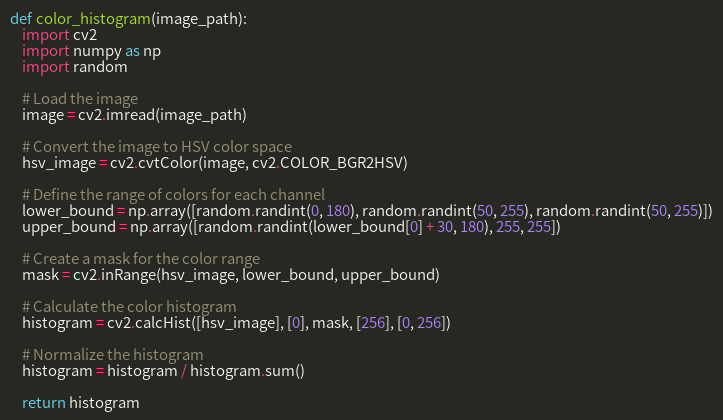 def color_histogram(image_path):
    import cv2
    import numpy as np
    import random

    # Load the image
    image = cv2.imread(image_path)

    # Convert the image to HSV color space
    hsv_image = cv2.cvtColor(image, cv2.COLOR_BGR2HSV)

    # Define the range of colors for each channel
    lower_bound = np.array([random.randint(0, 180), random.randint(50, 255), random.randint(50, 255)])
    upper_bound = np.array([random.randint(lower_bound[0] + 30, 180), 255, 255])

    # Create a mask for the color range
    mask = cv2.inRange(hsv_image, lower_bound, upper_bound)

    # Calculate the color histogram
    histogram = cv2.calcHist([hsv_image], [0], mask, [256], [0, 256])

    # Normalize the histogram
    histogram = histogram / histogram.sum()

    return histogram